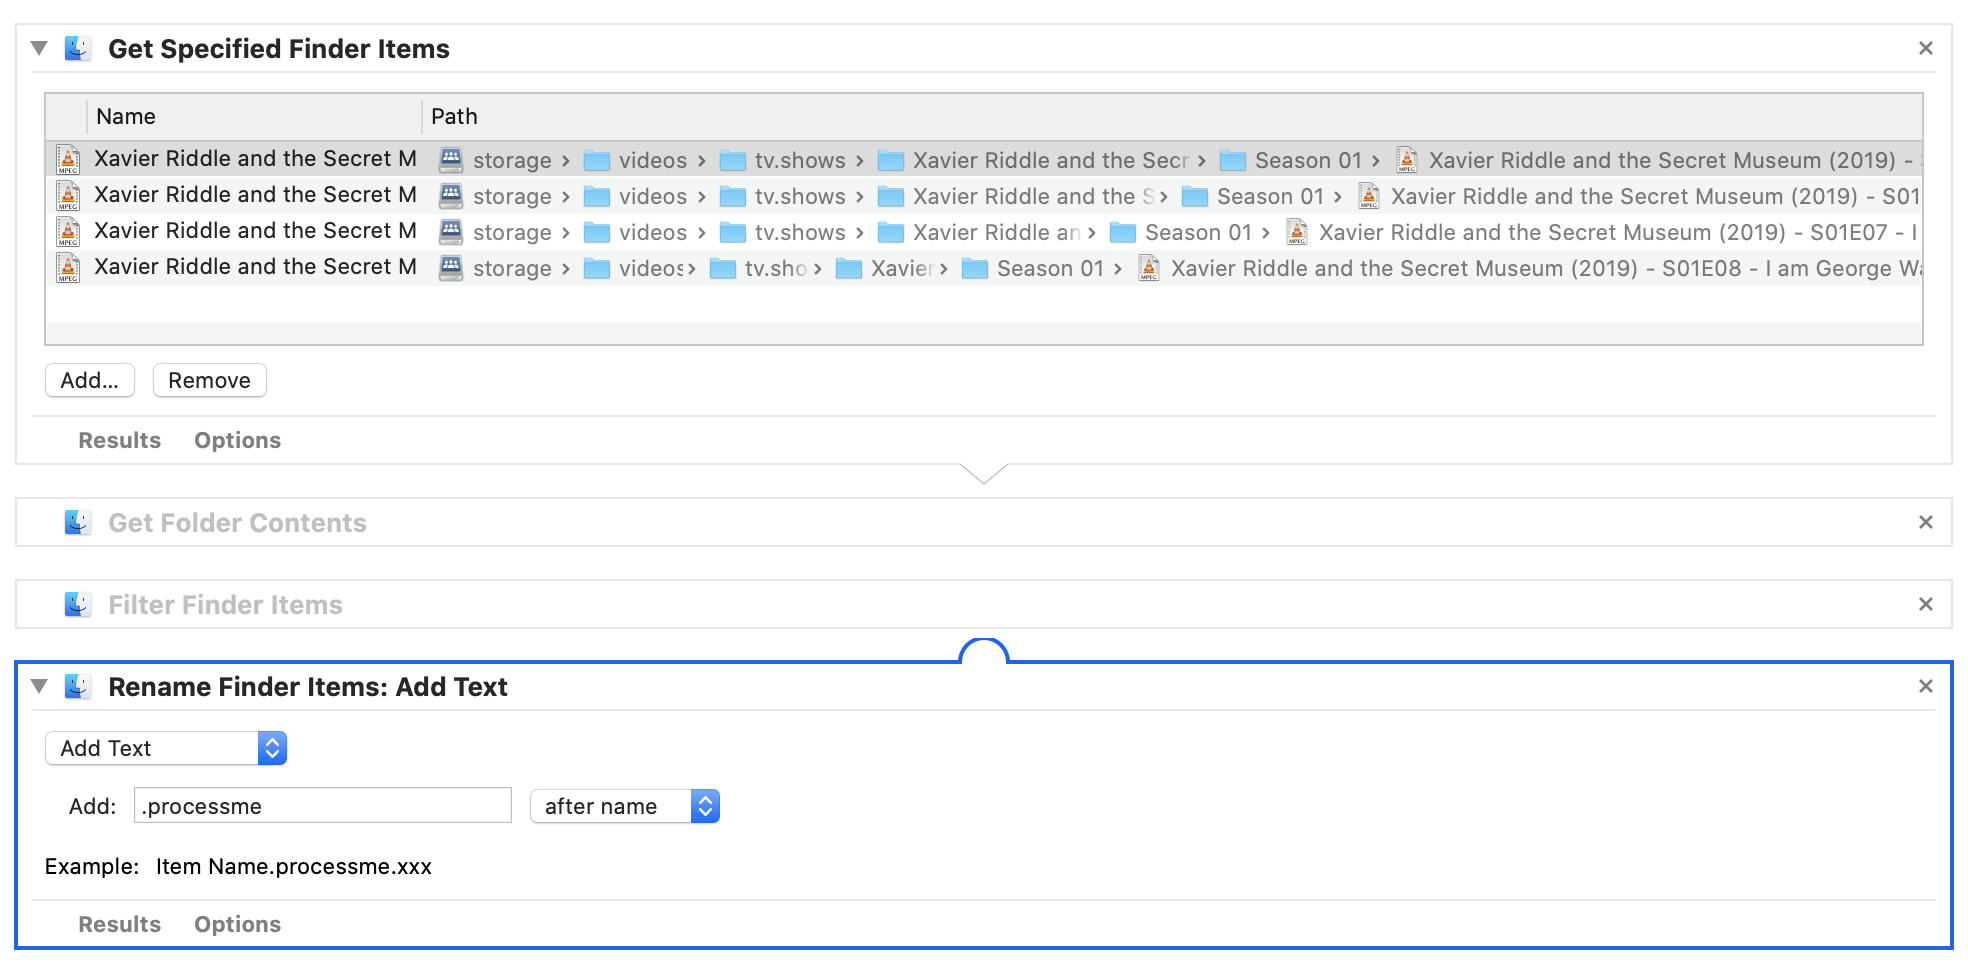 Get Specified Finder Items
Name Path
Xavier Riddle and the Secret M storage › videos › tv.shows › Xavier Riddle and the Secr › Season 01 › Xavier Riddle and the Secret Museum (2019) -
Xavier Riddle and the Secret M storage › videos › tv.shows › Xavier Riddle and the S › Season 01 › Xavier Riddle and the Secret Museum (2019) - S01
Xavier Riddle and the Secret M storage › videos › tv.shows › Xavier Riddle an › Season 01 › Xavier Riddle and the Secret Museum (2019) - S01E07 - I
Xavier Riddle and the Secret M storage › videos › tv.sho › Xavier › Season 01 › Xavier Riddle and the Secret Museum (2019) - S01E08 - I am George Wa
Add... Remove
Results Options
Get Folder Contents
Filter Finder Items
Rename Finder Items: Add Text
Add Text
Add: .processme after name
Example: Item Name.processme.xxx
Results Options